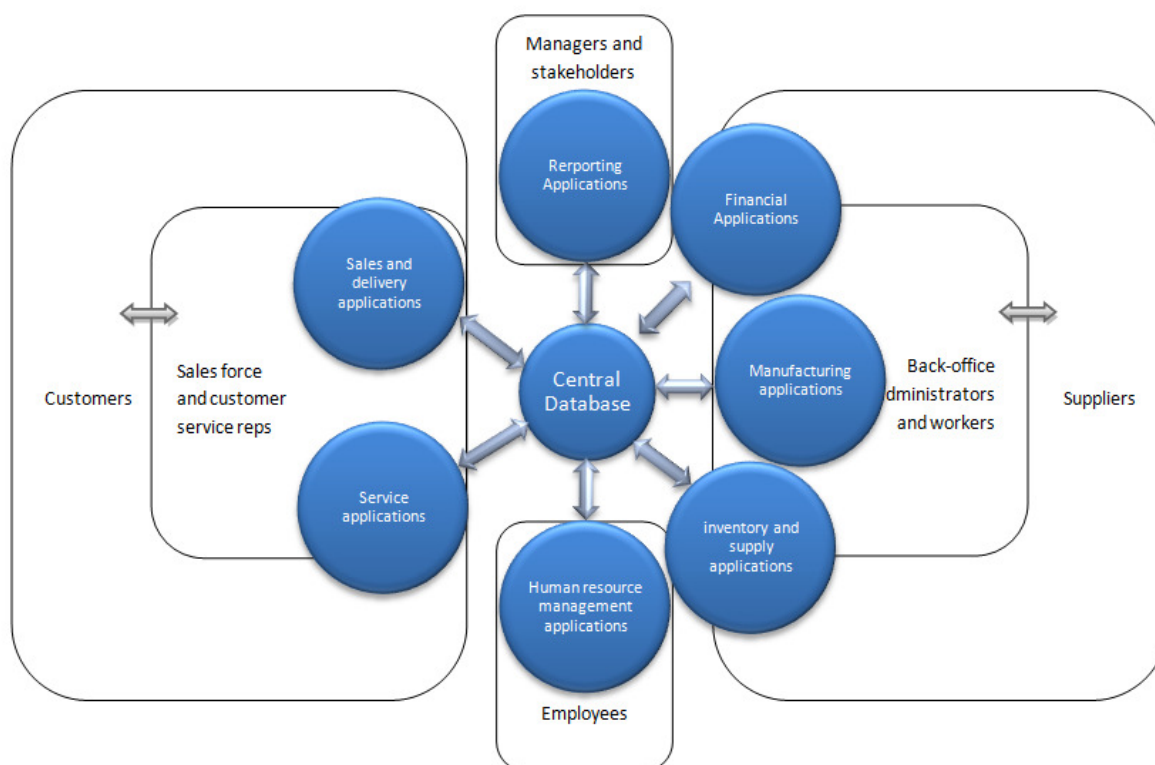 Managers and
stakeholders
Rerporting
Applications
Financial
Applications
Sales and
delivery
applications
Customers
Sales force
and customer
service reps
Central
Database
Manufacturing
applications
Back-office
dministrators
and workers
Suppliers
Service
applications
inventory and
supply
applications
Human resource
management
applications
Employees